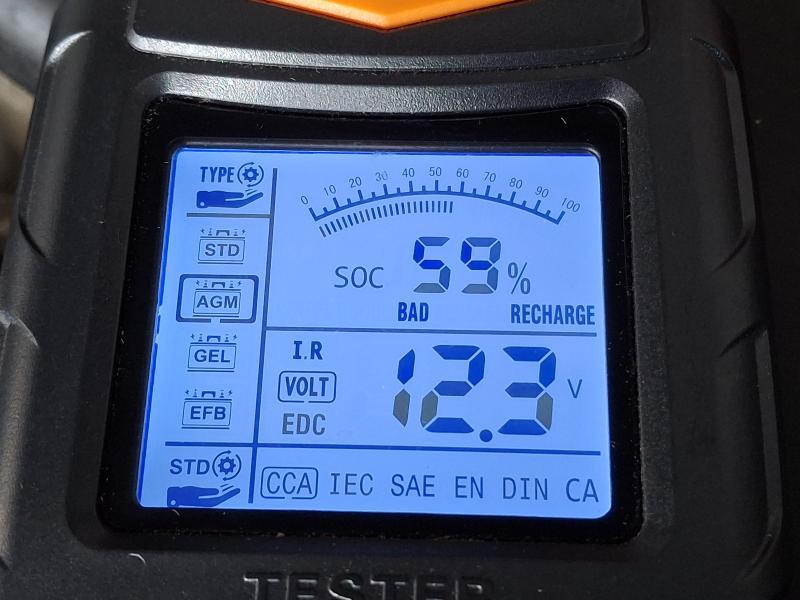 TYPE
0 10 20 30 40 50 60 70 80 90 100
STD
SOC 59%
AGM
BAD RECHARGE
GEL
I.R
VOLT 12.3 V
EFB
EDC
STD
CCA IEC SAE EN DIN CA
TESTER